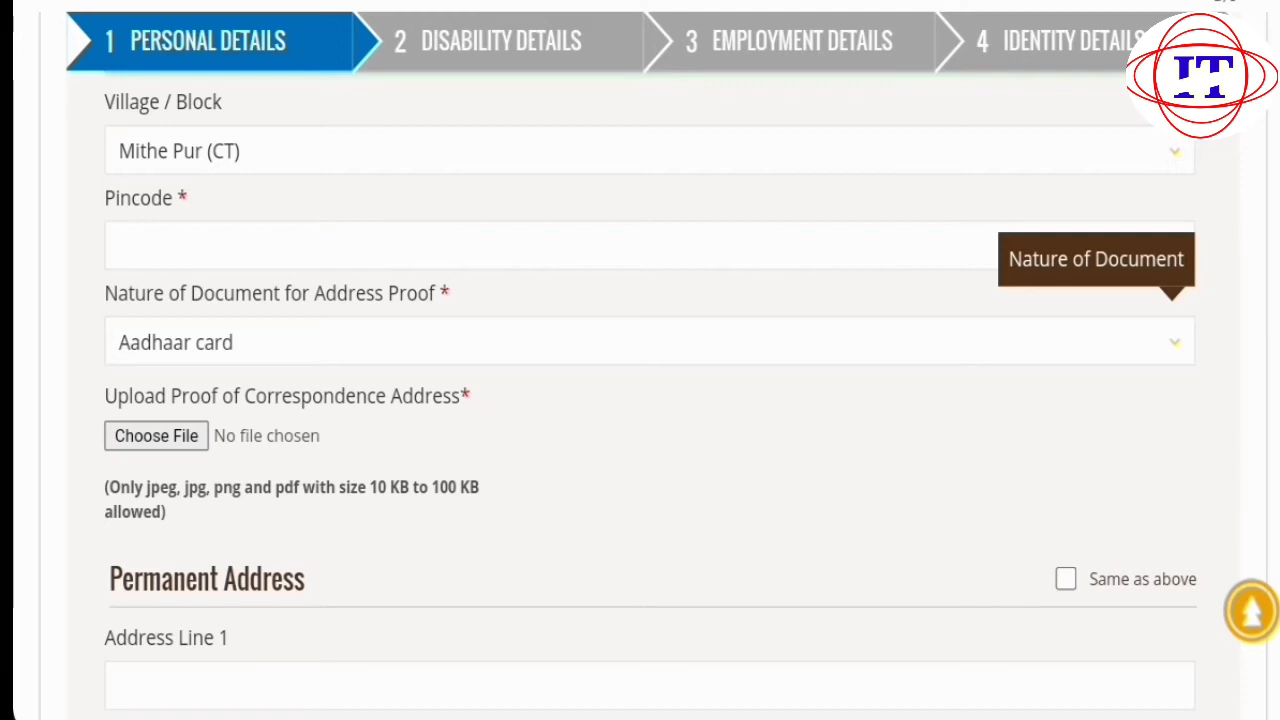 1 PERSONAL DETAILS
2 DISABILITY DETAILS
3 EMPLOYMENT DETAILS
4 IDENTITY DETAILS
IT
Village / Block
Mithe Pur (CT)
Pincode *
Nature of Document
Nature of Document for Address Proof *
Aadhaar card
Upload Proof of Correspondence Address*
Choose File No file chosen
(Only jpeg, jpg, png and pdf with size 10 KB to 100 KB
allowed)
Permanent Address
Same as above
Address Line 1